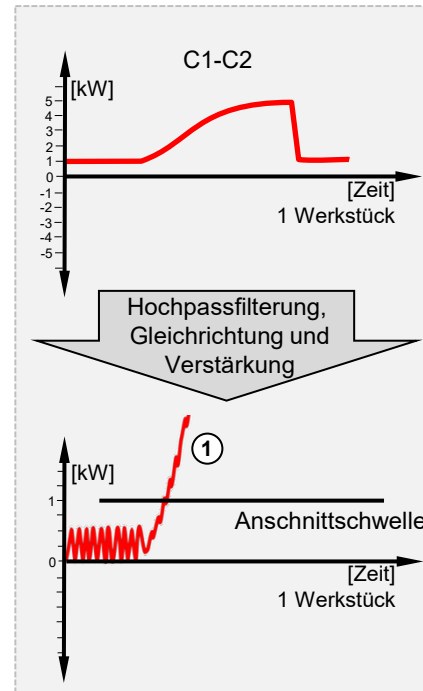 C1-C2
[kW]
5
4
3
2
1
0
-1
-2
-3
-4
-5
[Zeit]
1 Werkstück
Hochpassfilterung,
Gleichrichtung und
Verstärkung
1
[kW]
1
Anschnittschwelle
0
[Zeit]
1 Werkstück